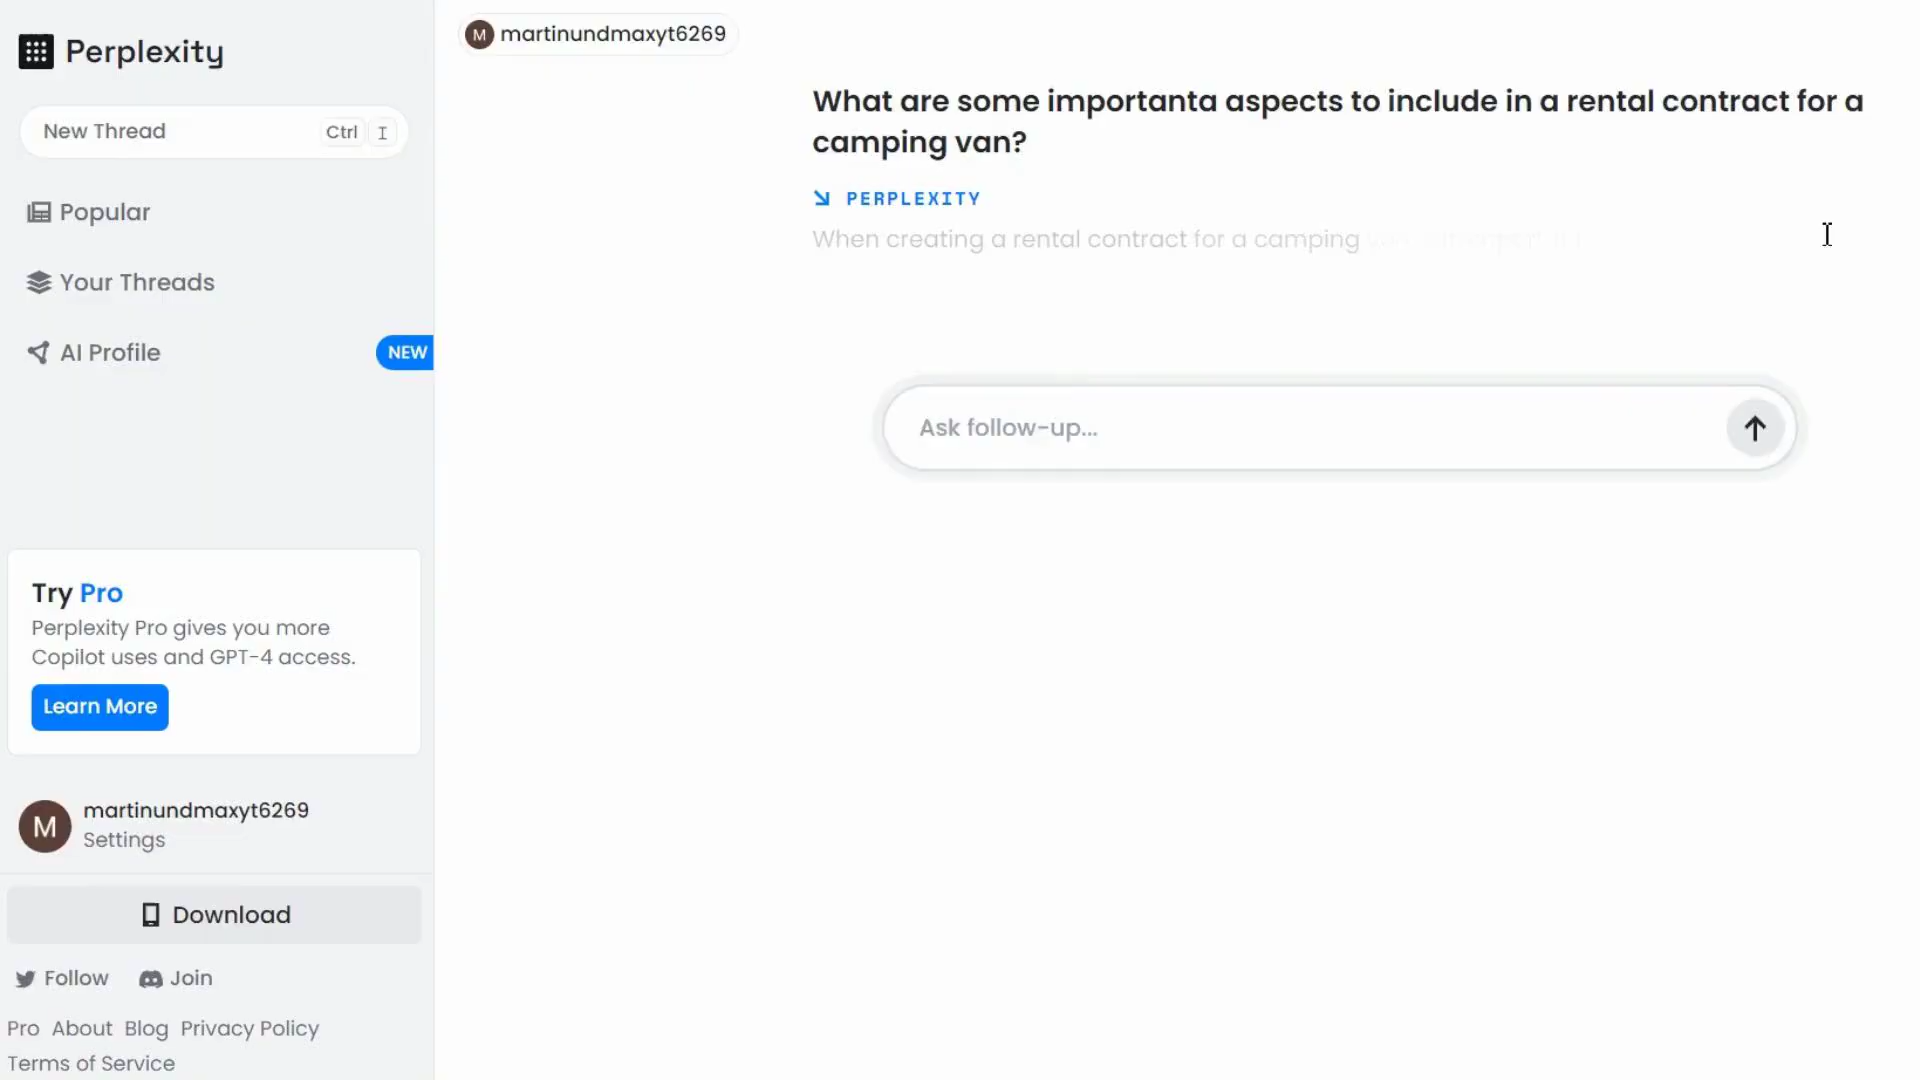 Perplexity
New Thread Ctrl I
Popular
Your Threads
AI Profile NEW
Try Pro
Perplexity Pro gives you more
Copilot uses and GPT-4 access.
Learn More
M martinundmaxyt6269
Settings
Download
Follow Join
Pro About Blog Privacy Policy
Terms of Service
M martinundmaxyt6269
What are some importanta aspects to include in a rental contract for a
camping van?
PERPLEXITY
When creating a rental contract for a camping
Ask follow-up...